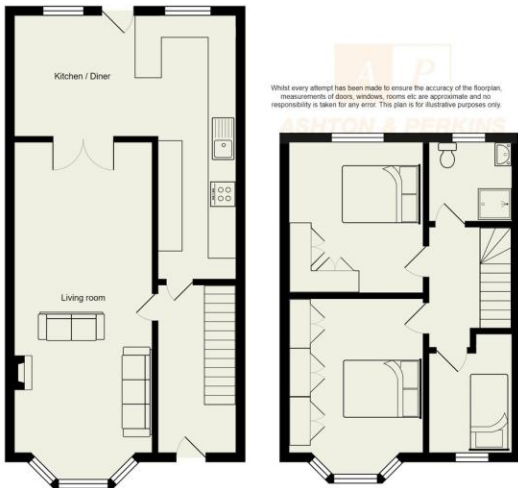 Kitchen / Diner
Living room
A P
Whilst every attempt has been made to ensure the accuracy of the floorplan,
measurements of doors, windows, rooms etc are approximate and no
responsibility is taken for any error. This plan is for illustrative purposes only.
ASHTON & PERKINS